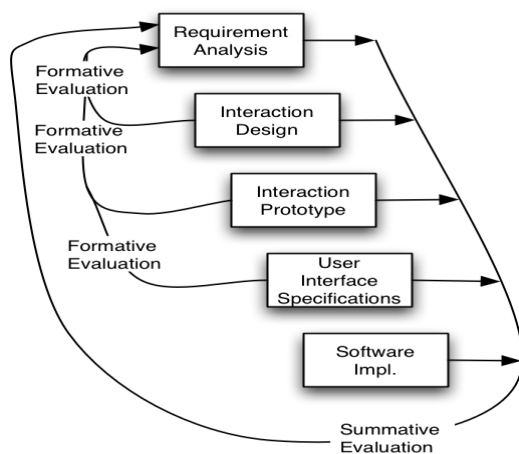 Requirement
Analysis
Formative
Evaluation
Interaction
Design
Formative
Evaluation
Interaction
Prototype
Formative
Evaluation
User
Interface
Specifications
Software
Impl.
Summative
Evaluation